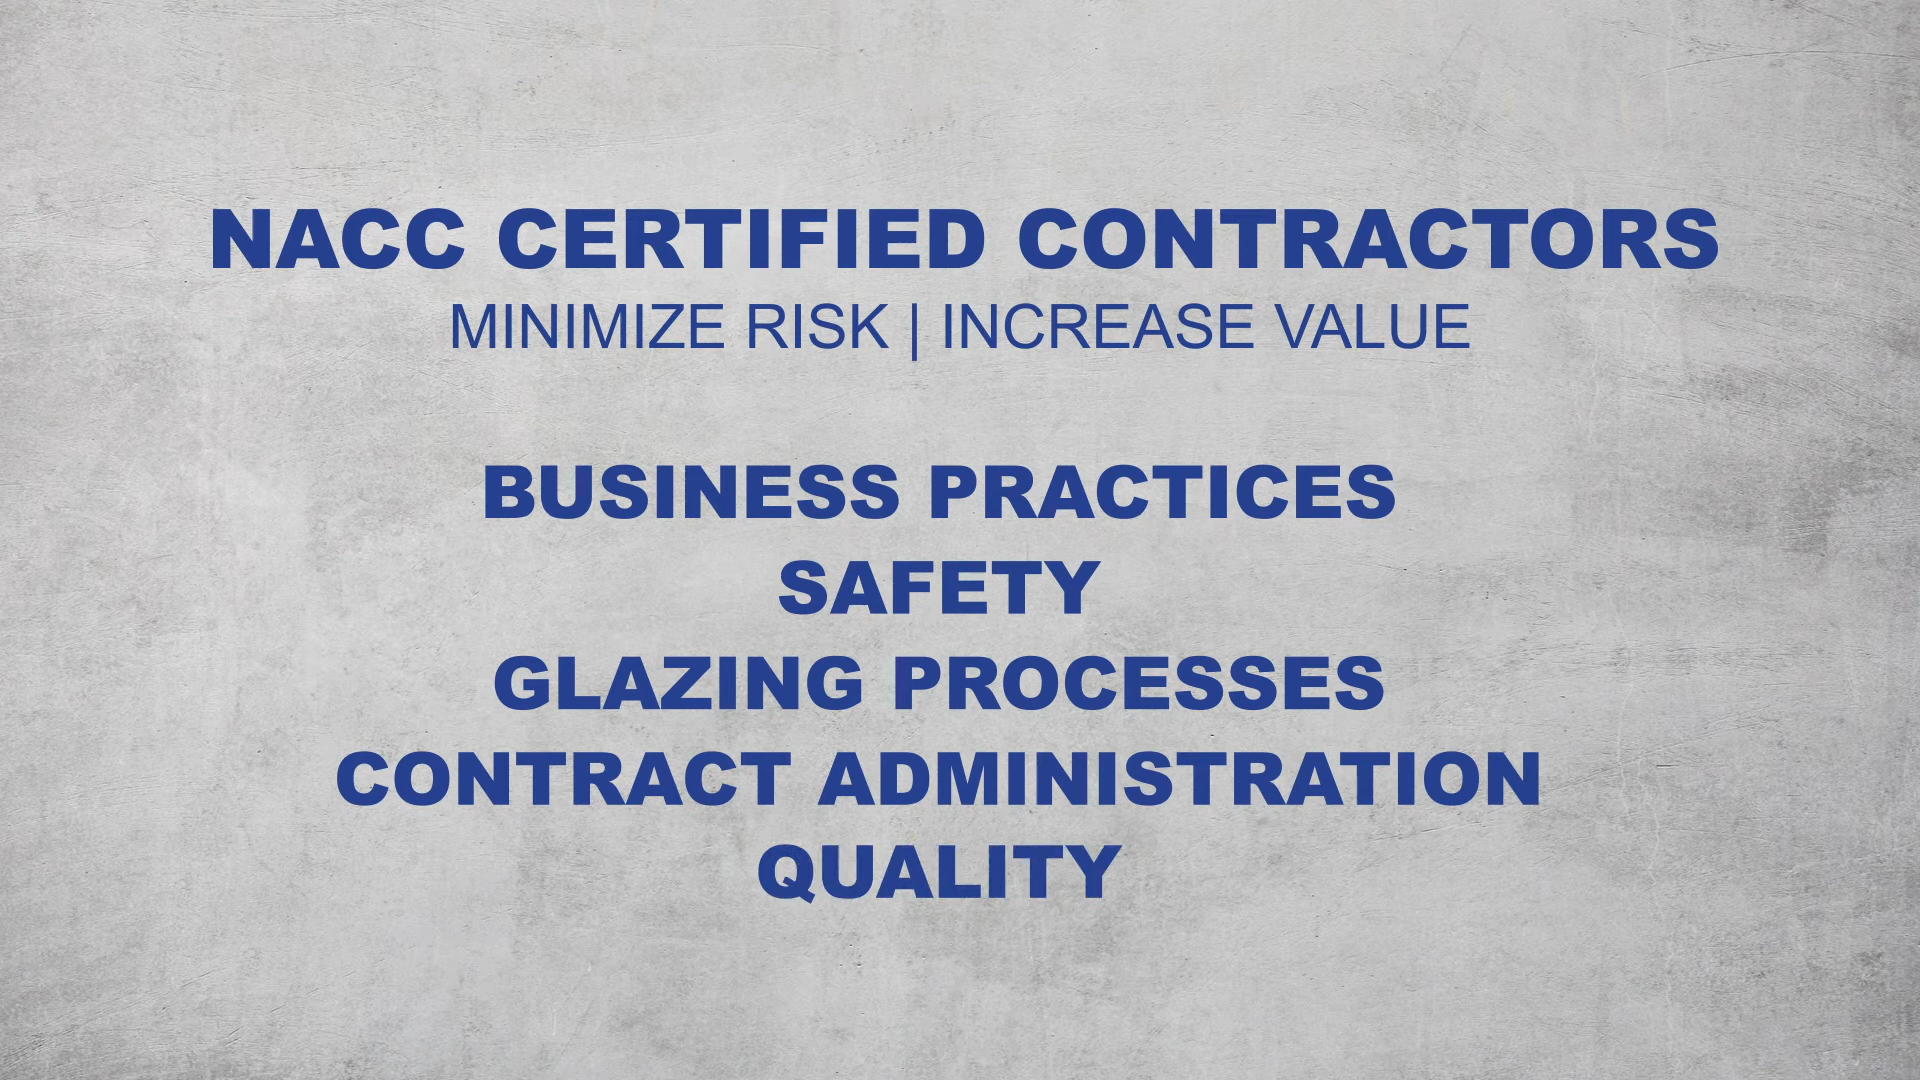 NACC CERTIFIED CONTRACTORS
MINIMIZE RISK | INCREASE VALUE
BUSINESS PRACTICES
SAFETY
GLAZING PROCESSES
CONTRACT ADMINISTRATION
QUALITY